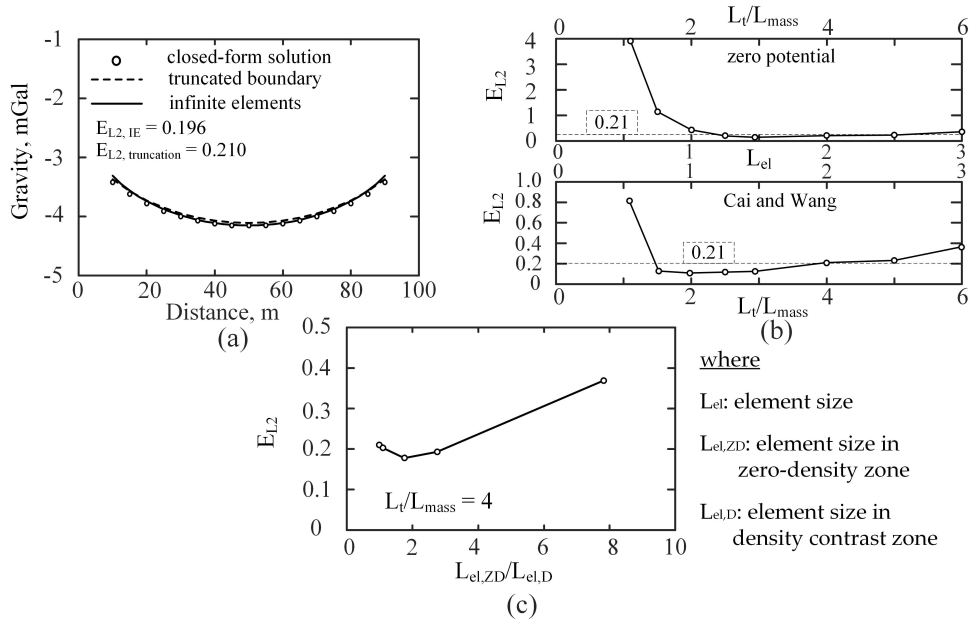 -1
-2
-3
-4
-5
Gravity, mGal
closed-form solution
truncated boundary
infinite elements
E_L2, IE = 0.196
E_L2, truncation = 0.210
0 20 40 60 80 100
Distance, m
(a)
L_t/L_mass
0 2 4 6
zero potential
E_L2
4
3
2
1
0
0.21
0 1 2 3
L_el
0 1 2 3
Cai and Wang
E_L2
1.0
0.8
0.6
0.4
0.2
0
0.21
0 2 4 6
L_t/L_mass
(b)
0.5
0.4
0.3
0.2
0.1
0
E_L2
L_t/L_mass = 4
0 2 4 6 8 10
L_el,ZD/L_el,D
(c)
where
L_el: element size
L_el,ZD: element size in
zero-density zone
L_el,D: element size in
density contrast zone